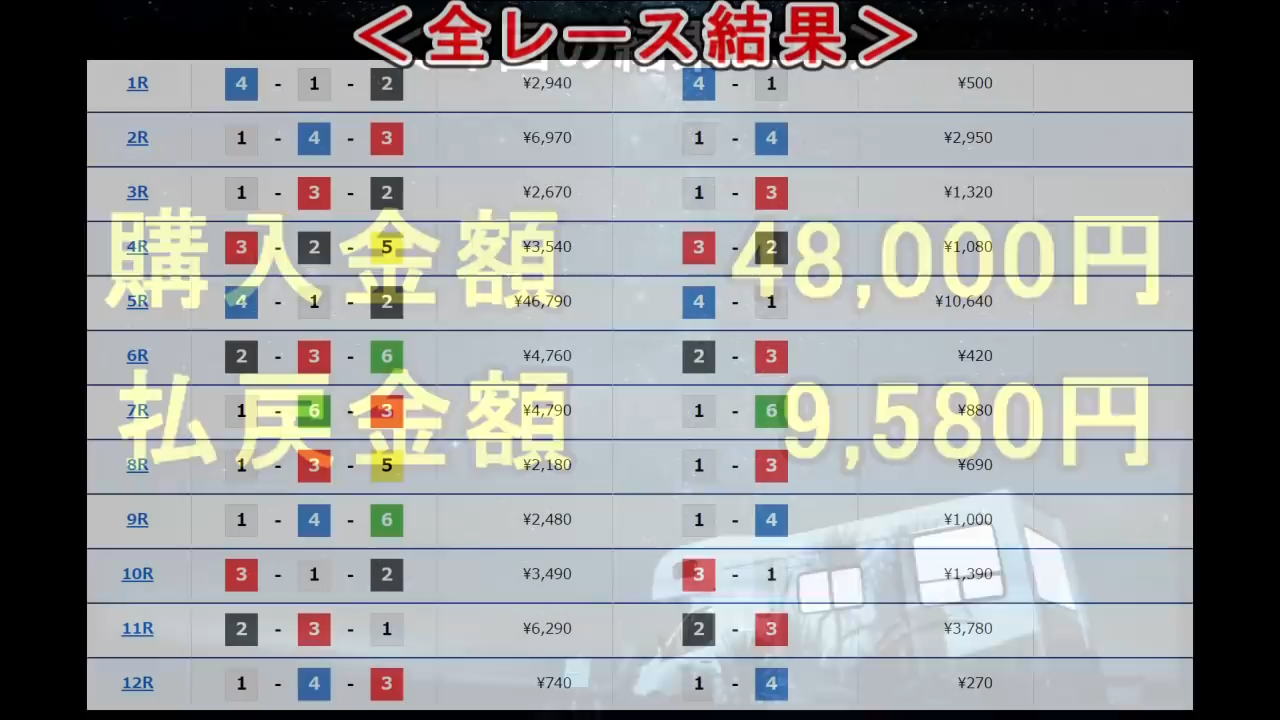 ＜全レース結果＞
1R 4 - 1 - 2 ¥2,940 4 - 1 ¥500
2R 1 - 4 - 3 ¥6,970 1 - 4 ¥2,950
3R 1 - 3 - 2 ¥2,670 1 - 3 ¥1,320
4R 3 - 2 - 5 ¥3,540 3 - 2 ¥1,080
購入金額 48,000円
5R 4 - 1 - 2 ¥46,790 4 - 1 ¥10,640
6R 2 - 3 - 6 ¥4,760 2 - 3 ¥420
7R 1 - 6 - 3 ¥4,790 1 - 6 ¥880
払戻金額 9,580円
8R 1 - 3 - 5 ¥2,180 1 - 3 ¥690
9R 1 - 4 - 6 ¥2,480 1 - 4 ¥1,000
10R 3 - 1 - 2 ¥3,490 3 - 1 ¥1,390
11R 2 - 3 - 1 ¥6,290 2 - 3 ¥3,780
12R 1 - 4 - 3 ¥740 1 - 4 ¥270